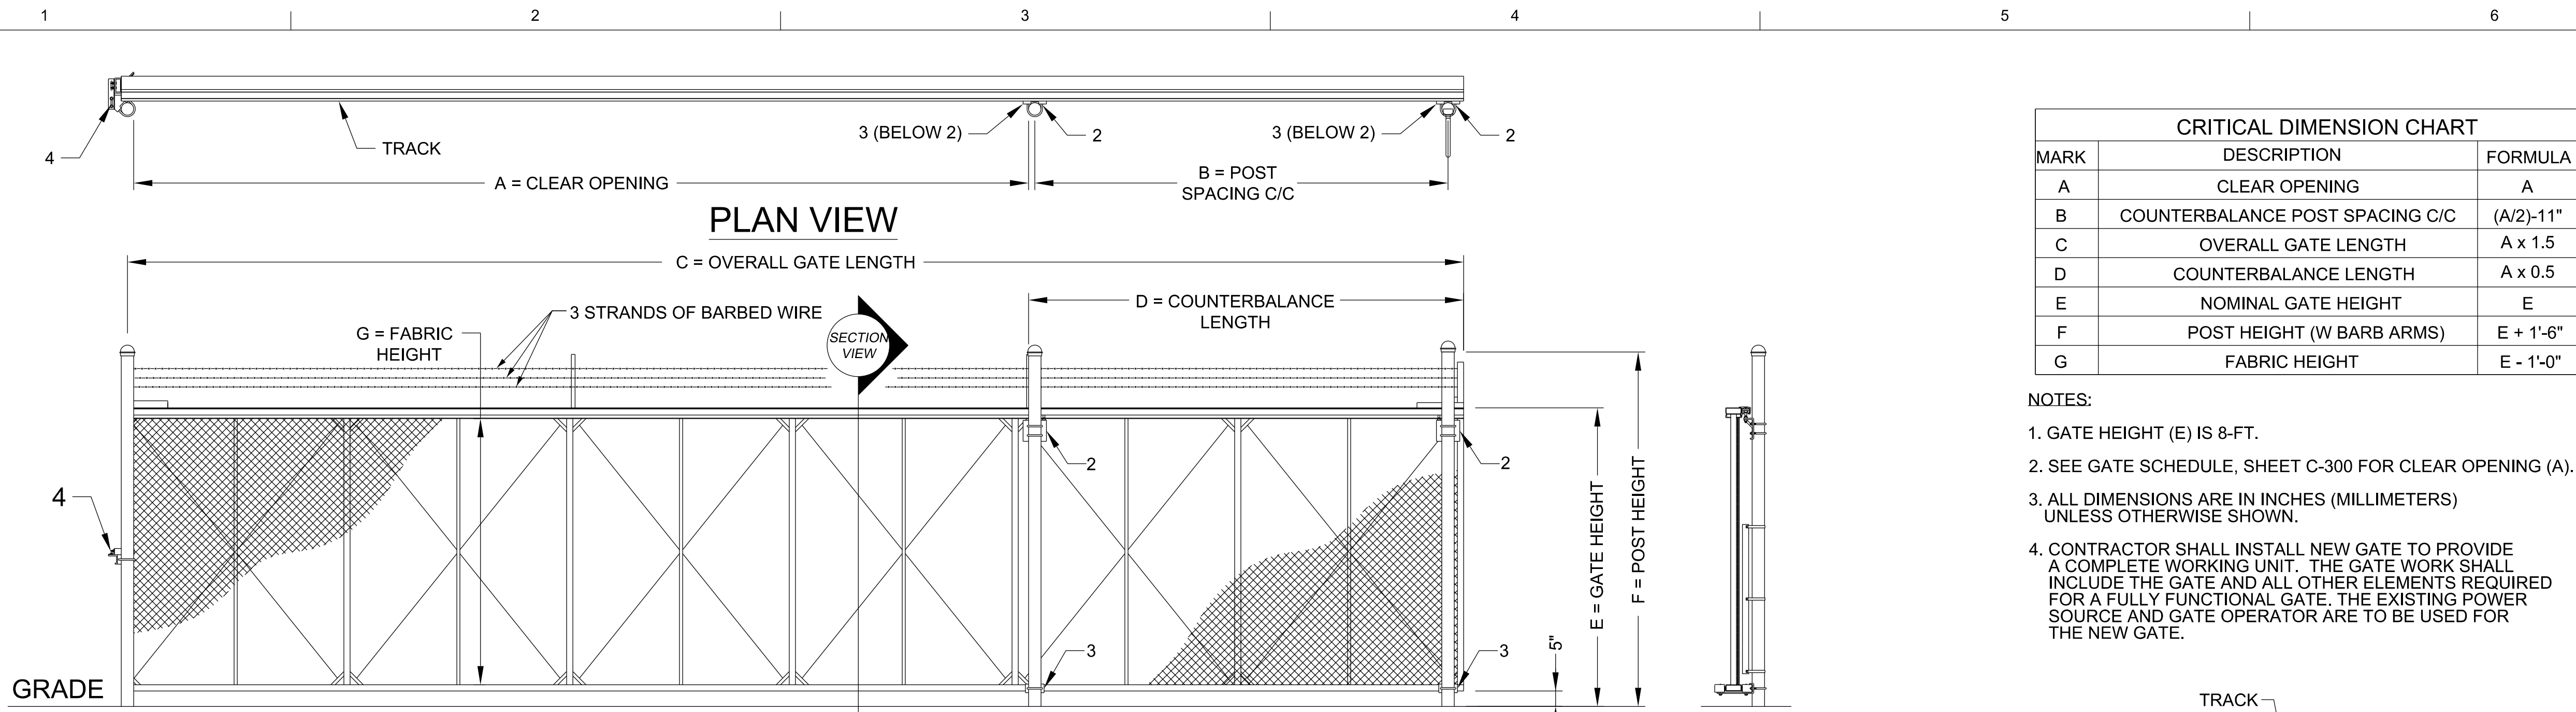 1 2 3 4 5 6
4
TRACK
3 (BELOW 2)
2
3 (BELOW 2)
2
A = CLEAR OPENING
B = POST
SPACING C/C
PLAN VIEW
C = OVERALL GATE LENGTH
D = COUNTERBALANCE
LENGTH
3 STRANDS OF BARBED WIRE
G = FABRIC
HEIGHT
SECTION
VIEW
2
2
4
3
3
E = GATE HEIGHT
F = POST HEIGHT
5"
GRADE
CRITICAL DIMENSION CHART
MARK DESCRIPTION FORMULA
A CLEAR OPENING A
B COUNTERBALANCE POST SPACING C/C (A/2)-11"
C OVERALL GATE LENGTH A x 1.5
D COUNTERBALANCE LENGTH A x 0.5
E NOMINAL GATE HEIGHT E
F POST HEIGHT (W BARB ARMS) E + 1'-6"
G FABRIC HEIGHT E - 1'-0"
NOTES:
1. GATE HEIGHT (E) IS 8-FT.
2. SEE GATE SCHEDULE, SHEET C-300 FOR CLEAR OPENING (A).
3. ALL DIMENSIONS ARE IN INCHES (MILLIMETERS)
UNLESS OTHERWISE SHOWN.
4. CONTRACTOR SHALL INSTALL NEW GATE TO PROVIDE
A COMPLETE WORKING UNIT. THE GATE WORK SHALL
INCLUDE THE GATE AND ALL OTHER ELEMENTS REQUIRED
FOR A FULLY FUNCTIONAL GATE. THE EXISTING POWER
SOURCE AND GATE OPERATOR ARE TO BE USED FOR
THE NEW GATE.
TRACK